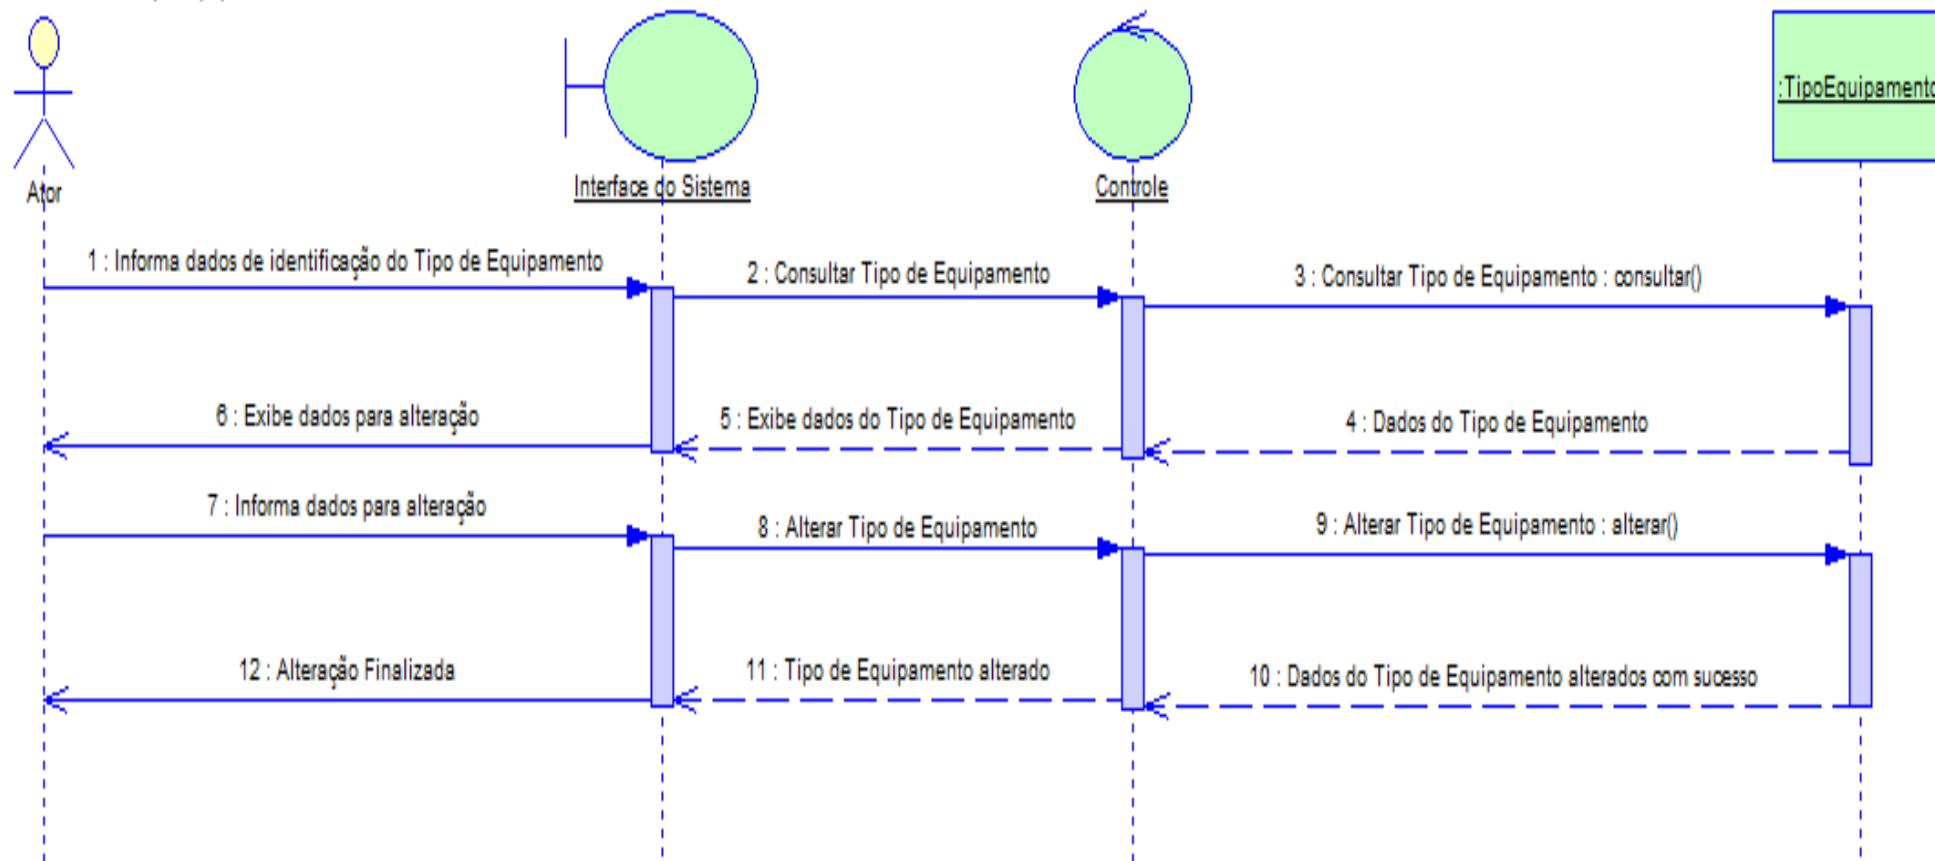 :TipoEquipamento
Ator
Interface do Sistema
Controle
1 : Informa dados de identificação do Tipo de Equipamento
2 : Consultar Tipo de Equipamento
3 : Consultar Tipo de Equipamento : consultar()
6 : Exibe dados para alteração
5 : Exibe dados do Tipo de Equipamento
4 : Dados do Tipo de Equipamento
7 : Informa dados para alteração
8 : Alterar Tipo de Equipamento
9 : Alterar Tipo de Equipamento : alterar()
12 : Alteração Finalizada
11 : Tipo de Equipamento alterado
10 : Dados do Tipo de Equipamento alterados com sucesso